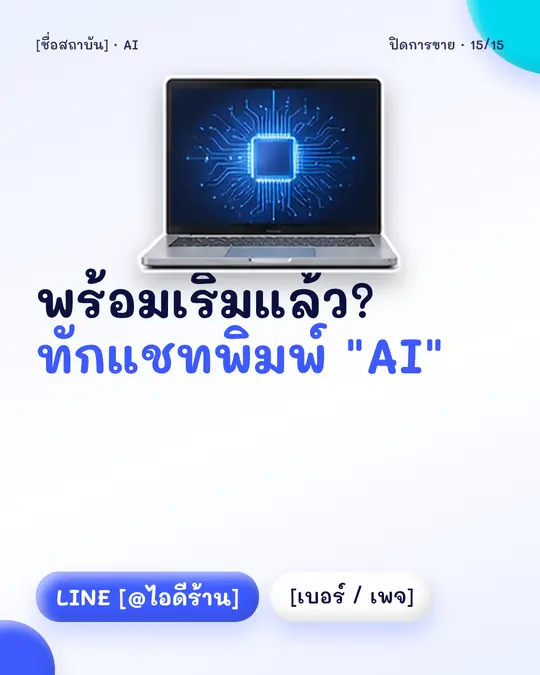 [ชื่อสถาบัน] · AI
ปิดการขาย · 15/15
พร้อมเริ่มแล้ว?
ทักแชทพิมพ์ "AI"
LINE [@ไอดีร้าน]
[เบอร์ / เพจ]